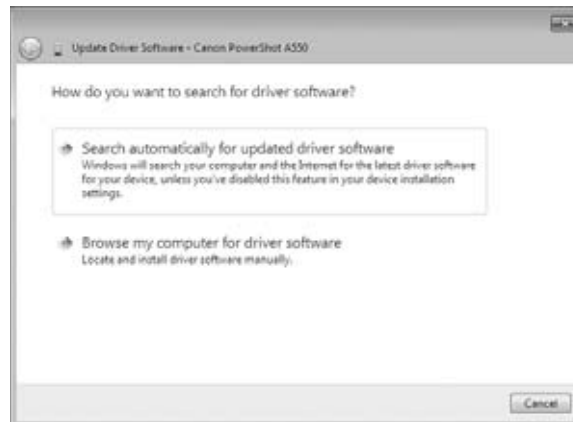 Update Driver Software - Canon PowerShot A550
How do you want to search for driver software?
Search automatically for updated driver software
Windows will search your computer and the Internet for the latest driver software
for your device, unless you've disabled this feature in your device installation
settings.
Browse my computer for driver software
Locate and install driver software manually.
Cancel